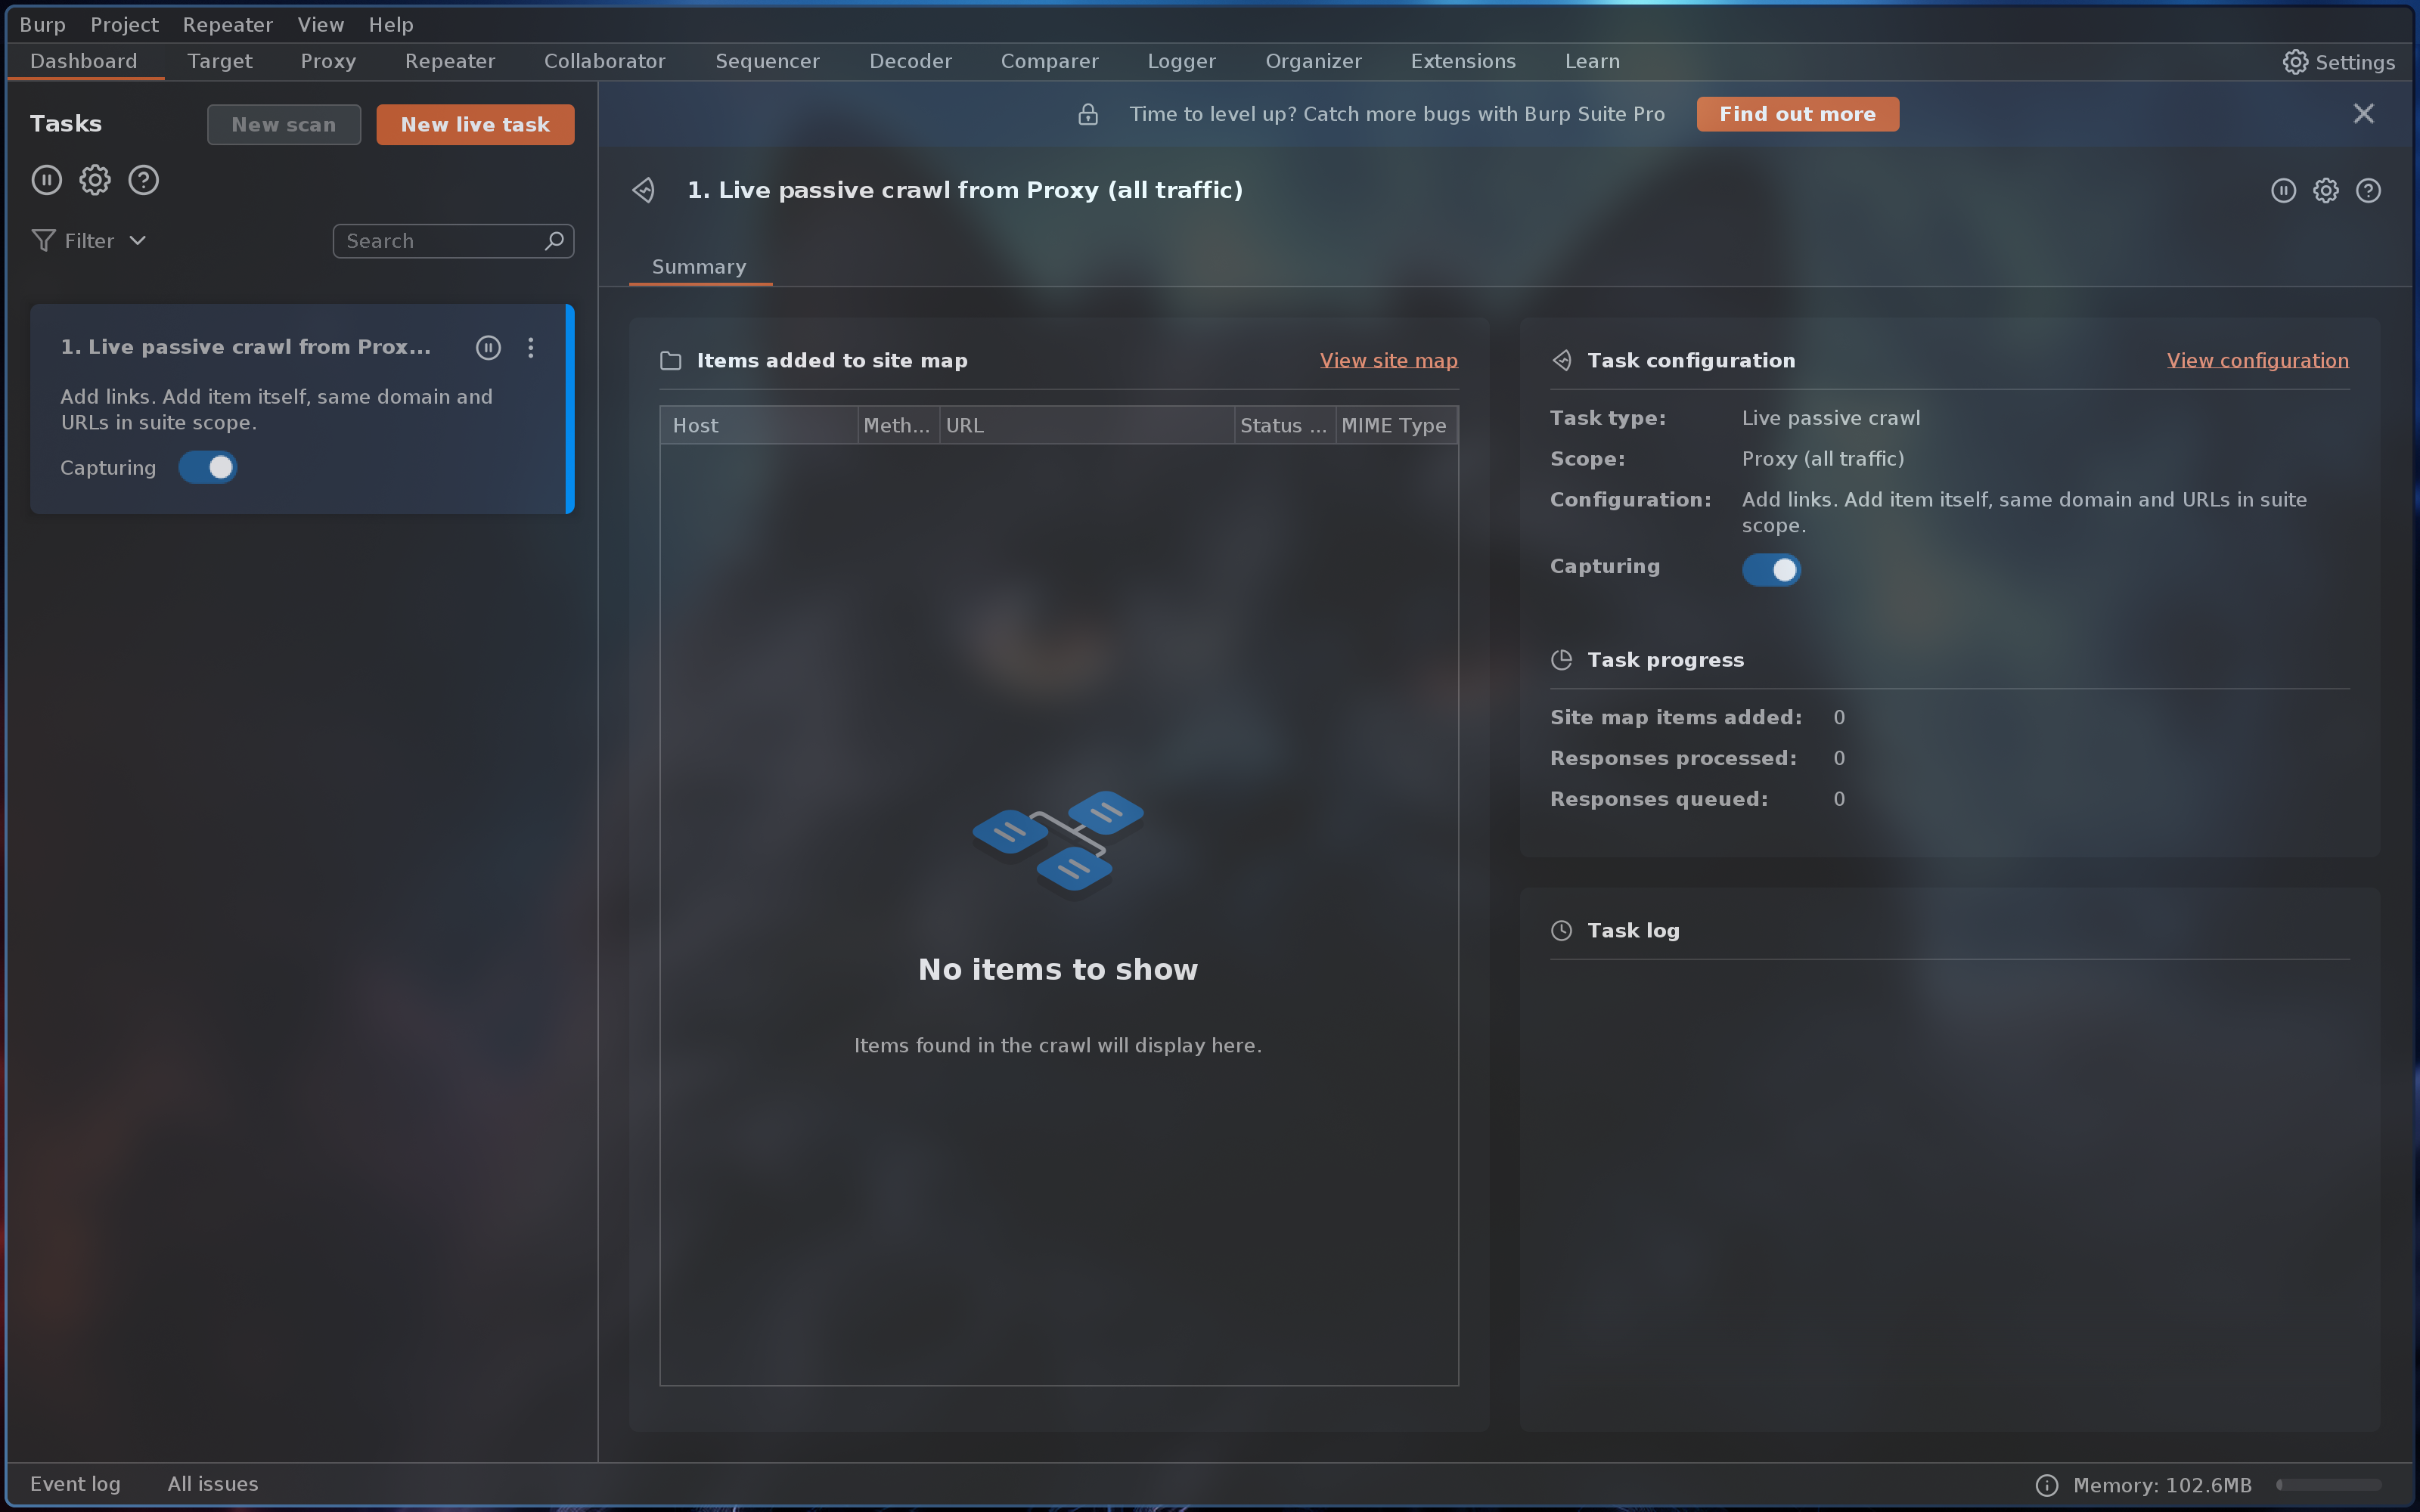 Burp Project Repeater View Help
Dashboard Target Proxy Repeater Collaborator Sequencer Decoder Comparer Logger Organizer Extensions Learn Settings
Tasks New scan New live task
Filter Search
1. Live passive crawl from Prox...
Add links. Add item itself, same domain and
URLs in suite scope.
Capturing
Time to level up? Catch more bugs with Burp Suite Pro Find out more
1. Live passive crawl from Proxy (all traffic)
Summary
Items added to site map View site map
Host Meth... URL Status ... MIME Type
No items to show
Items found in the crawl will display here.
Task configuration View configuration
Task type: Live passive crawl
Scope: Proxy (all traffic)
Configuration: Add links. Add item itself, same domain and URLs in suite
scope.
Capturing
Task progress
Site map items added: 0
Responses processed: 0
Responses queued: 0
Task log
Event log All issues Memory: 102.6MB